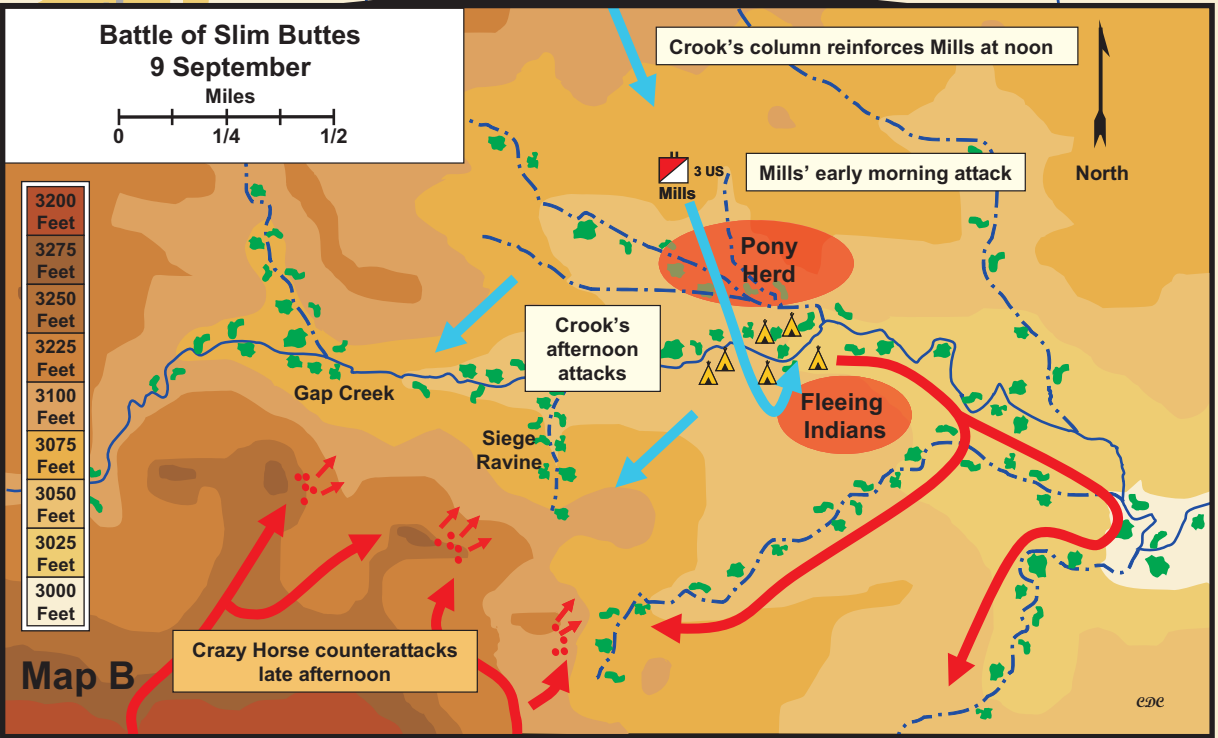 Battle of Slim Buttes
9 September
Miles
0 1/4 1/2
Crook's column reinforces Mills at noon
3 US
Mills
Mills' early morning attack
North
3200
Feet
3275
Feet
3250
Feet
3225
Feet
3100
Feet
3075
Feet
3050
Feet
3025
Feet
3000
Feet
Pony
Herd
Crook's
afternoon
attacks
Gap Creek
Fleeing
Indians
Siege
Ravine
Crazy Horse counterattacks
late afternoon
Map B
CDC